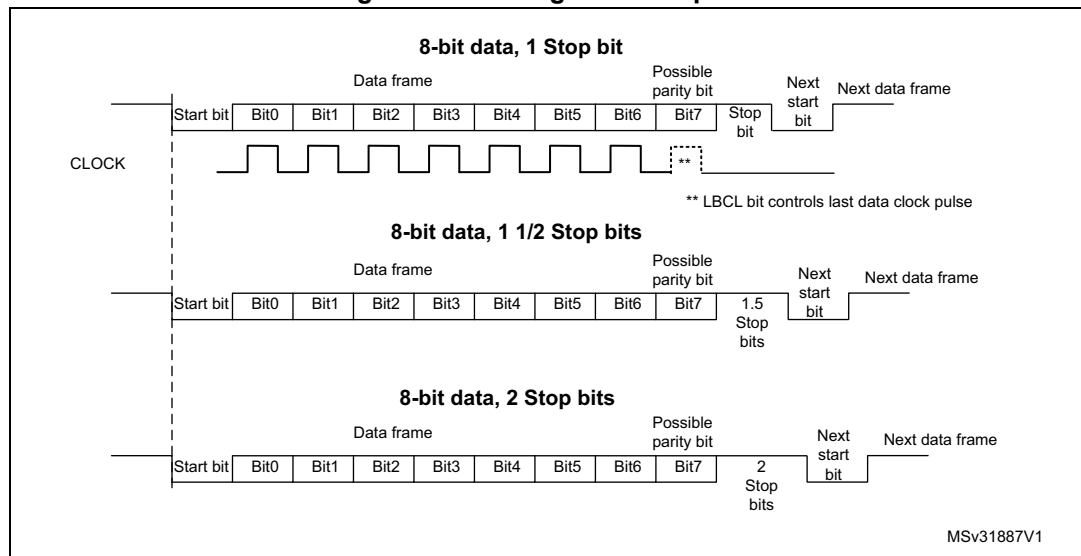 8-bit data, 1 Stop bit
Data frame
Possible
parity bit
Next
start
bit
Next data frame
Start bit Bit0 Bit1 Bit2 Bit3 Bit4 Bit5 Bit6 Bit7 Stop
bit
CLOCK
**
** LBCL bit controls last data clock pulse
8-bit data, 1 1/2 Stop bits
Data frame
Possible
parity bit
Next
start
bit
Next data frame
Start bit Bit0 Bit1 Bit2 Bit3 Bit4 Bit5 Bit6 Bit7 1.5
Stop
bits
8-bit data, 2 Stop bits
Data frame
Possible
parity bit
Next
start
bit
Next data frame
Start bit Bit0 Bit1 Bit2 Bit3 Bit4 Bit5 Bit6 Bit7 2
Stop
bits
MSv31887V1